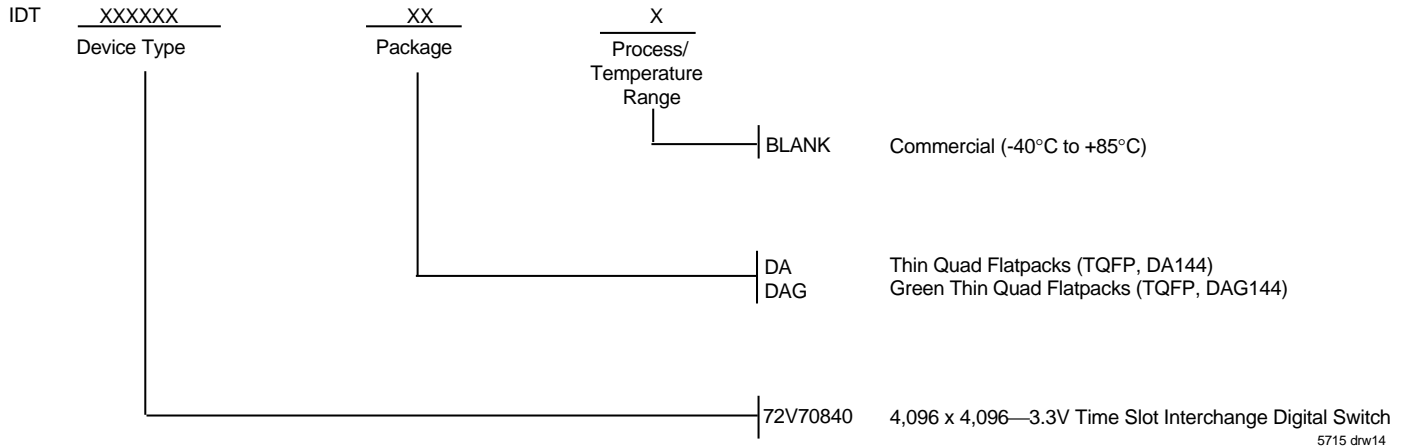 IDT XXXXXX XX X
Device Type Package Process/
Temperature
Range
BLANK Commercial (-40°C to +85°C)
DA Thin Quad Flatpacks (TQFP, DA144)
DAG Green Thin Quad Flatpacks (TQFP, DAG144)
72V70840 4,096 x 4,096—3.3V Time Slot Interchange Digital Switch
5715 drw14